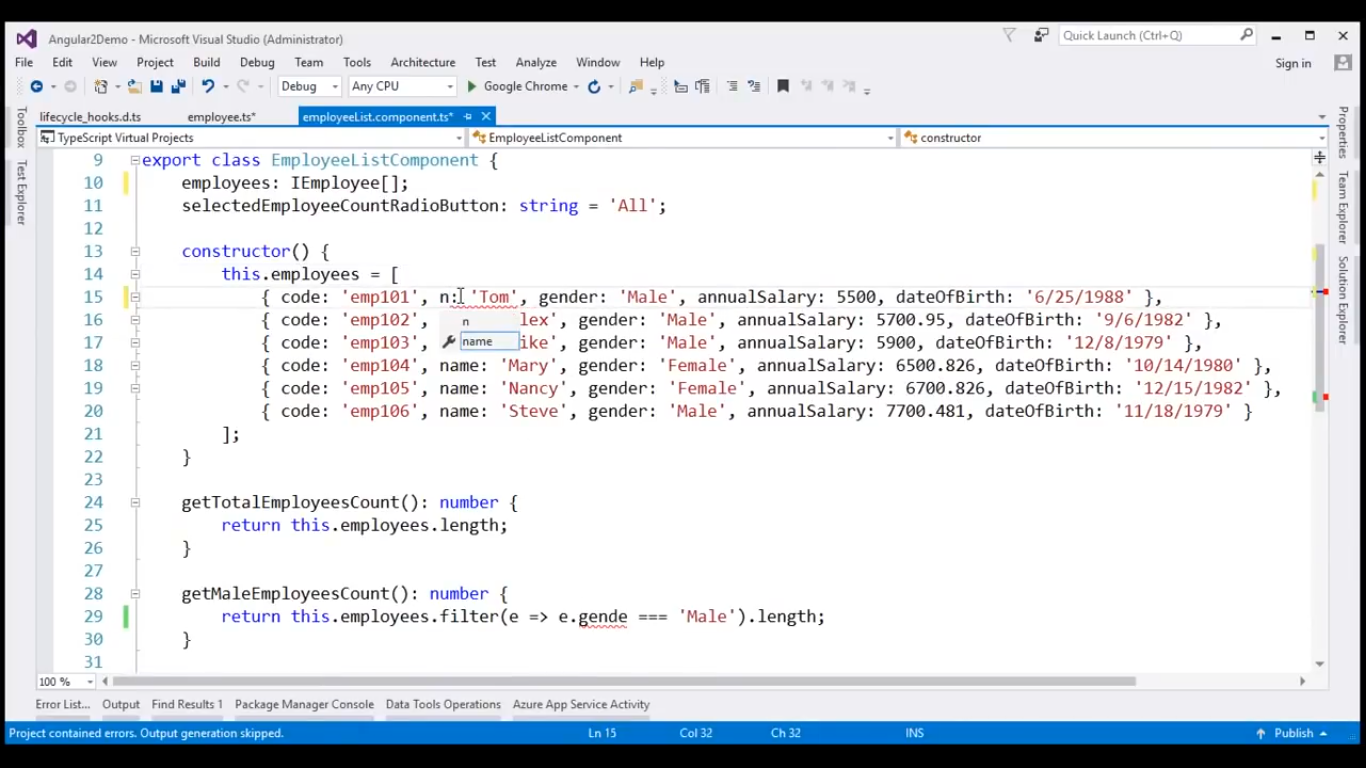 Angular2Demo - Microsoft Visual Studio (Administrator)
Quick Launch (Ctrl+Q)
File Edit View Project Build Debug Team Tools Architecture Test Analyze Window Help
Sign in
Debug Any CPU Google Chrome
lifecycle_hooks.d.ts employee.ts* employeeList.component.ts*
TypeScript Virtual Projects EmployeeListComponent constructor
Toolbox
Test Explorer
Properties
Team Explorer
Solution Explorer
9 export class EmployeeListComponent {
10 employees: IEmployee[];
11 selectedEmployeeCountRadioButton: string = 'All';
12
13 constructor() {
14 this.employees = [
15 { code: 'emp101', n: 'Tom', gender: 'Male', annualSalary: 5500, dateOfBirth: '6/25/1988' },
16 { code: 'emp102', n lex', gender: 'Male', annualSalary: 5700.95, dateOfBirth: '9/6/1982' },
17 { code: 'emp103', name ike', gender: 'Male', annualSalary: 5900, dateOfBirth: '12/8/1979' },
18 { code: 'emp104', name: 'Mary', gender: 'Female', annualSalary: 6500.826, dateOfBirth: '10/14/1980' },
19 { code: 'emp105', name: 'Nancy', gender: 'Female', annualSalary: 6700.826, dateOfBirth: '12/15/1982' },
20 { code: 'emp106', name: 'Steve', gender: 'Male', annualSalary: 7700.481, dateOfBirth: '11/18/1979' }
21 ];
22 }
23
24 getTotalEmployeesCount(): number {
25 return this.employees.length;
26 }
27
28 getMaleEmployeesCount(): number {
29 return this.employees.filter(e => e.gende === 'Male').length;
30 }
31
100 %
Error List... Output Find Results 1 Package Manager Console Data Tools Operations Azure App Service Activity
Project contained errors. Output generation skipped. Ln 15 Col 32 Ch 32 INS Publish